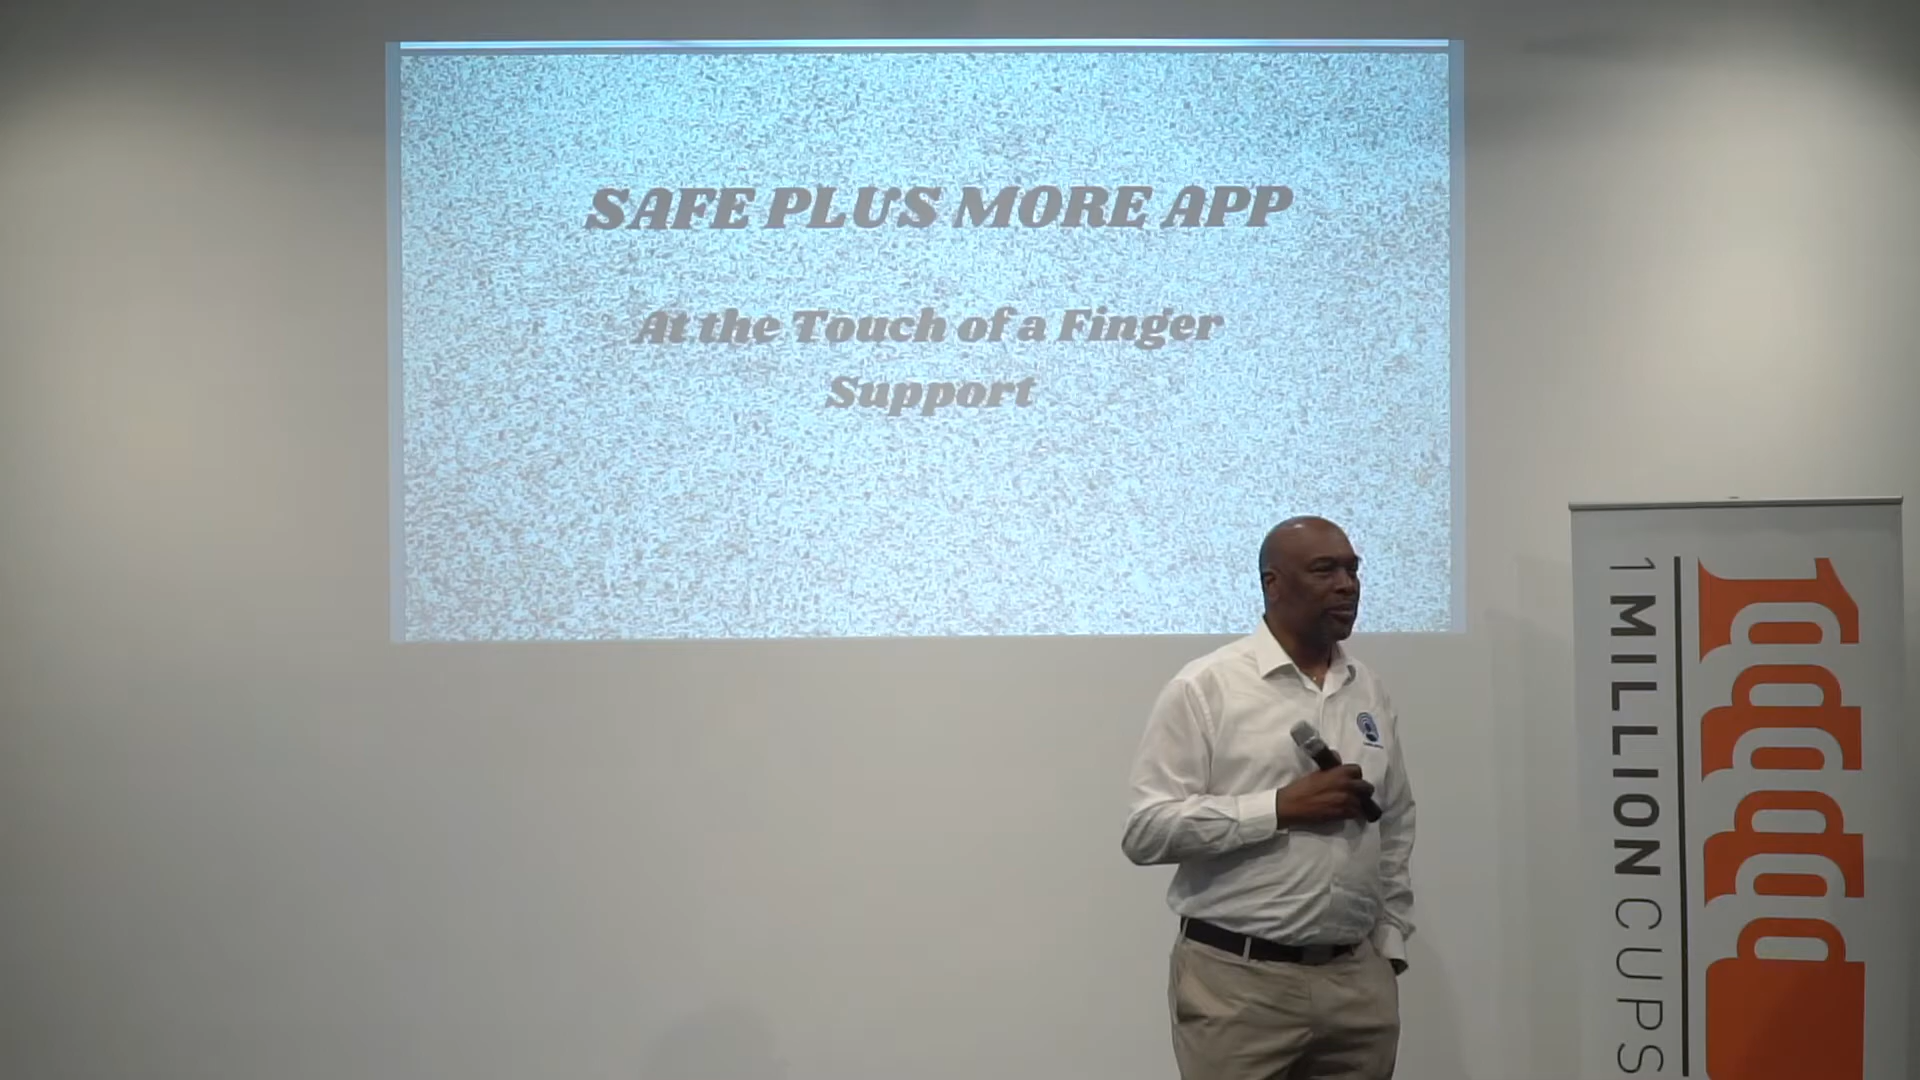 SAFE PLUS MORE APP
At the Touch of a Finger
Support
1 MILLION CUPS